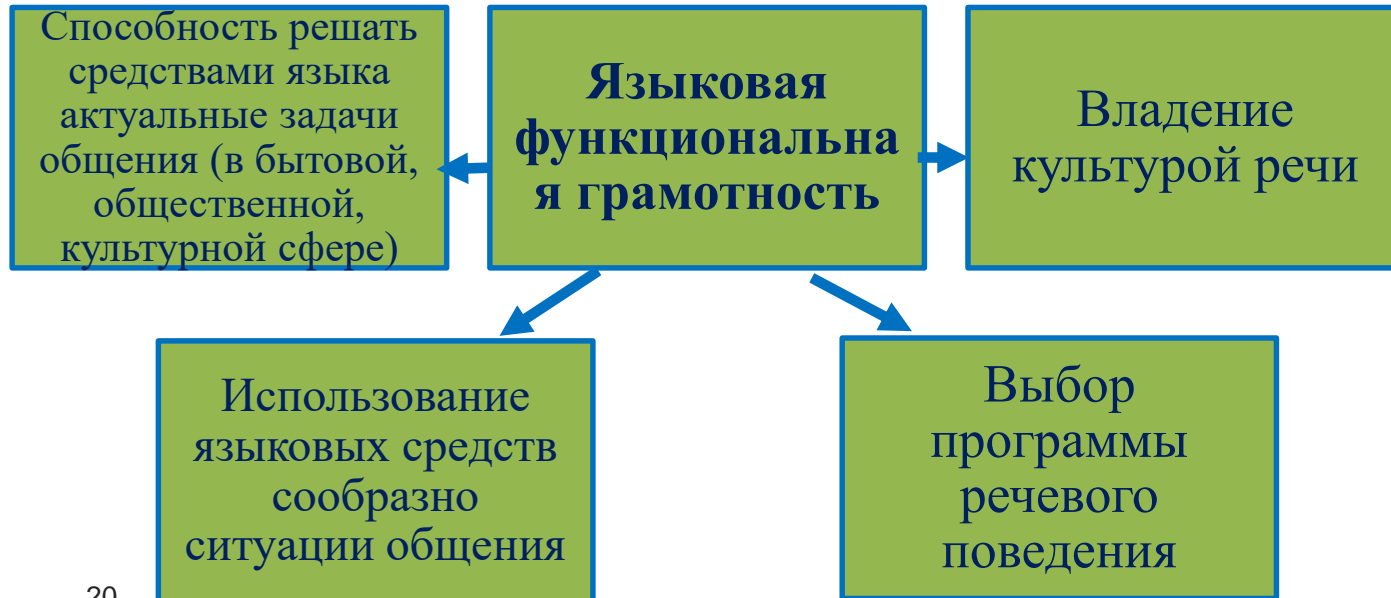 Способность решать
средствами языка
актуальные задачи
общения (в бытовой,
общественной,
культурной сфере)
Языковая
функциональна
я грамотность
Владение
культурой речи
Использование
языковых средств
сообразно
ситуации общения
Выбор
программы
речевого
поведения
20